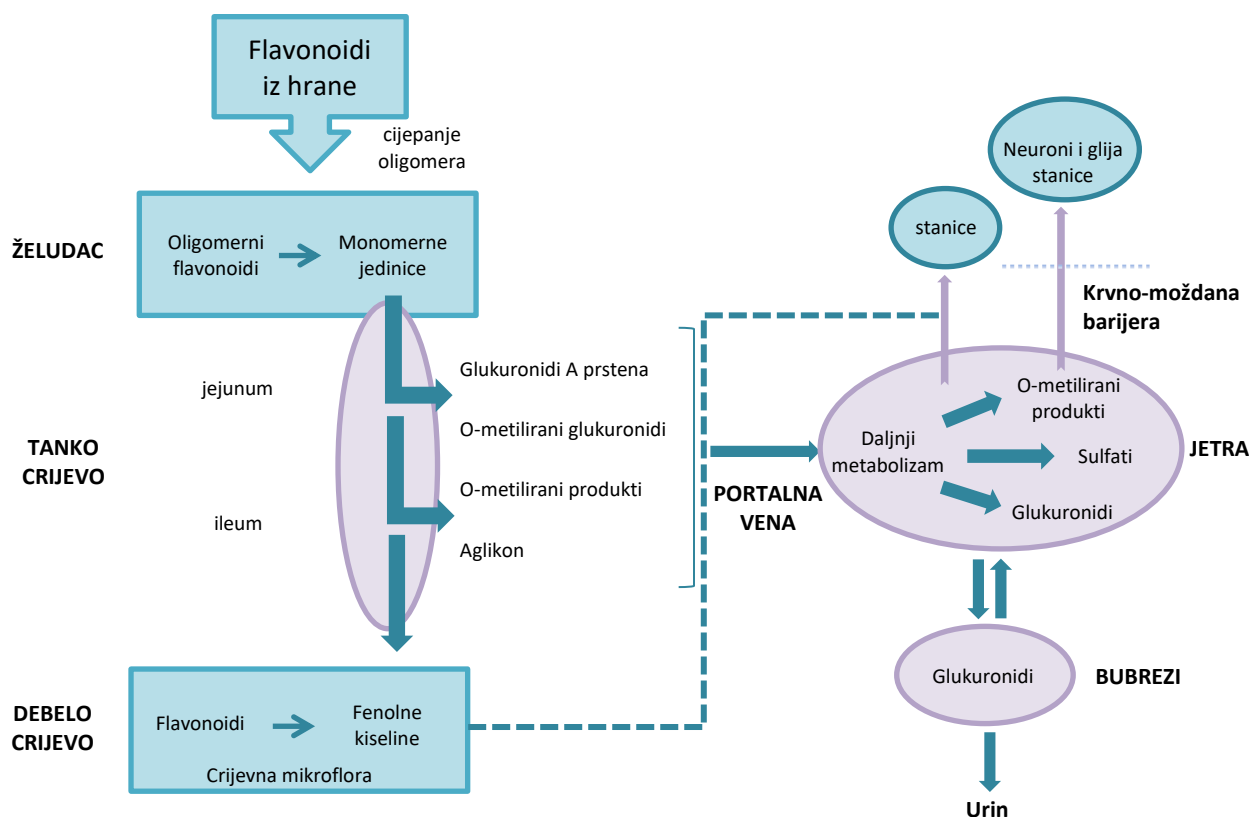 Flavonoidi
iz hrane
cijepanje
oligomera
ŽELUDAC
Oligomerni
flavonoidi
Monomerne
jedinice
TANKO
CRIJEVO
jejunum
ileum
Glukuronidi A prstena
O-metilirani glukuronidi
O-metilirani produkti
Aglikon
DEBELO
CRIJEVO
Flavonoidi
Fenolne
kiseline
Crijevna mikroflora
PORTALNA
VENA
stanice
Neuroni i glija
stanice
Krvno-moždana
barijera
Daljnji
metabolizam
O-metilirani
produkti
Sulfati
Glukuronidi
JETRA
Glukuronidi
BUBREZI
Urin